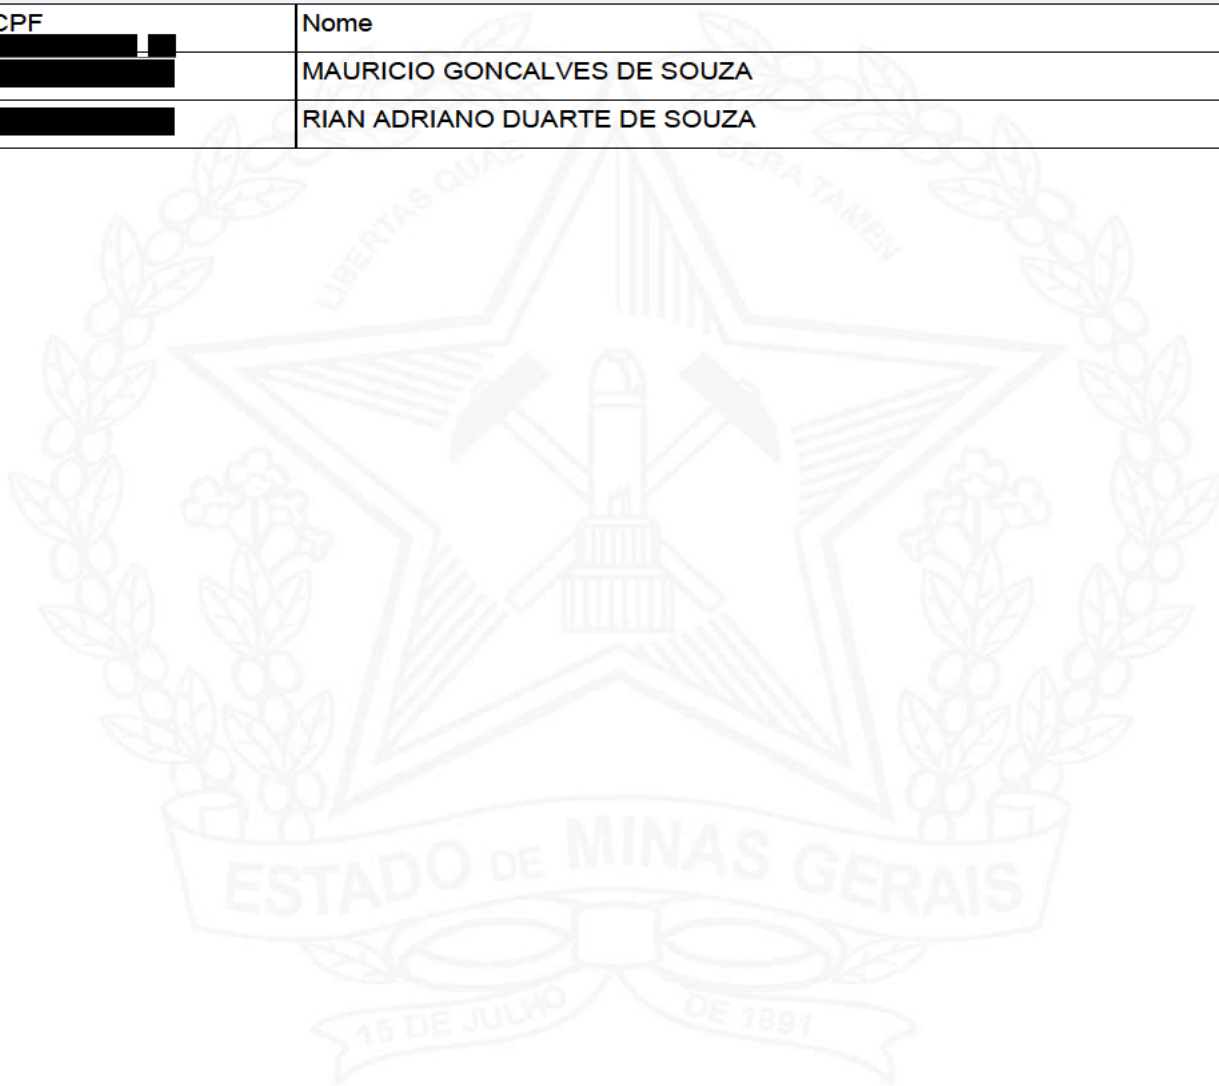 CPF Nome
MAURICIO GONCALVES DE SOUZA
RIAN ADRIANO DUARTE DE SOUZA
LIBERTAS QUAE SERA TAMEN
ESTADO DE MINAS GERAIS
15 DE JULHO DE 1891